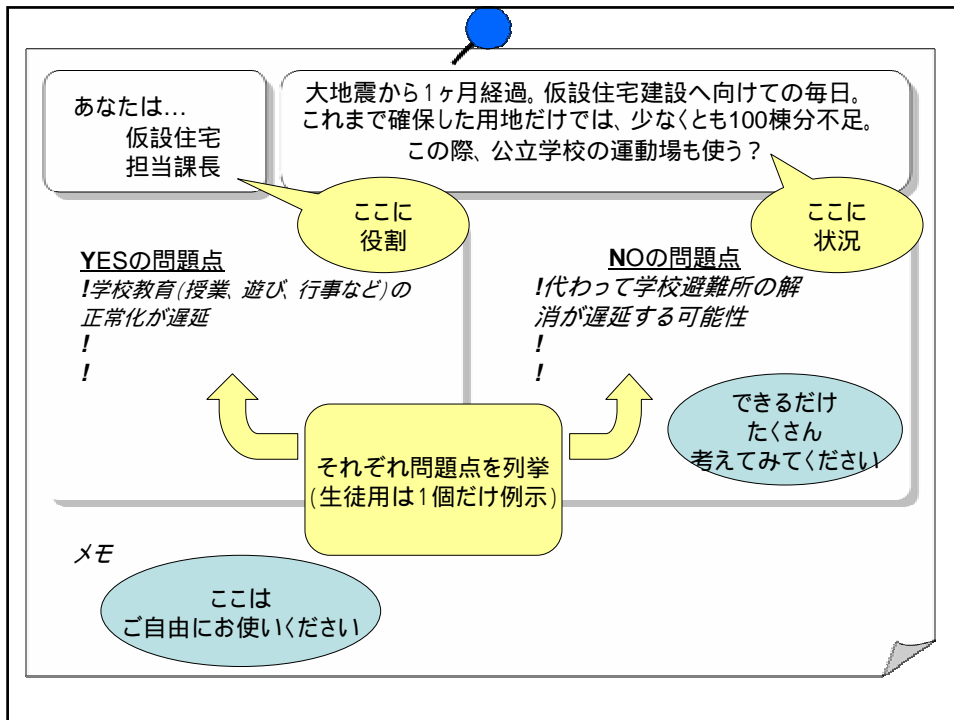 あなたは…
仮設住宅
担当課長
大地震から1ヶ月経過。仮設住宅建設へ向けての毎日。
これまで確保した用地だけでは、少なくとも100棟分不足。
この際、公立学校の運動場も使う？
ここに
役割
ここに
状況
YESの問題点
!学校教育(授業、遊び、行事など)の
正常化が遅延
!
!
NOの問題点
!代わって学校避難所の解
消が遅延する可能性
!
!
できるだけ
たくさん
考えてみてください
それぞれ問題点を列挙
(生徒用は1個だけ例示)
メモ
ここは
ご自由にお使いください